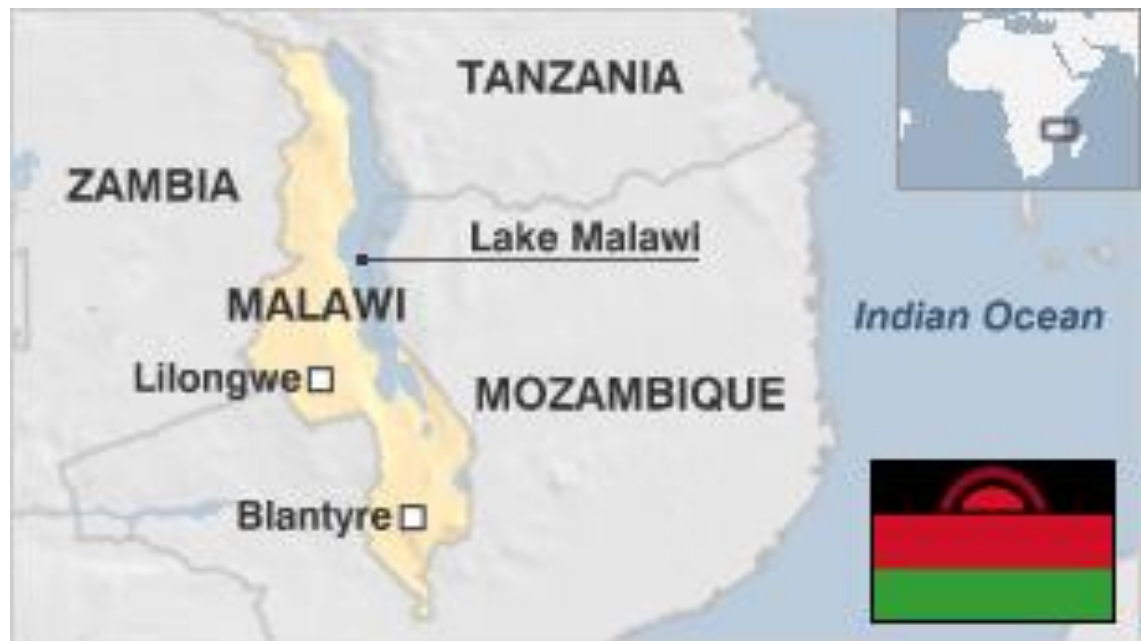 TANZANIA
ZAMBIA
Lake Malawi
MALAWI
Indian Ocean
Lilongwe
MOZAMBIQUE
Blantyre